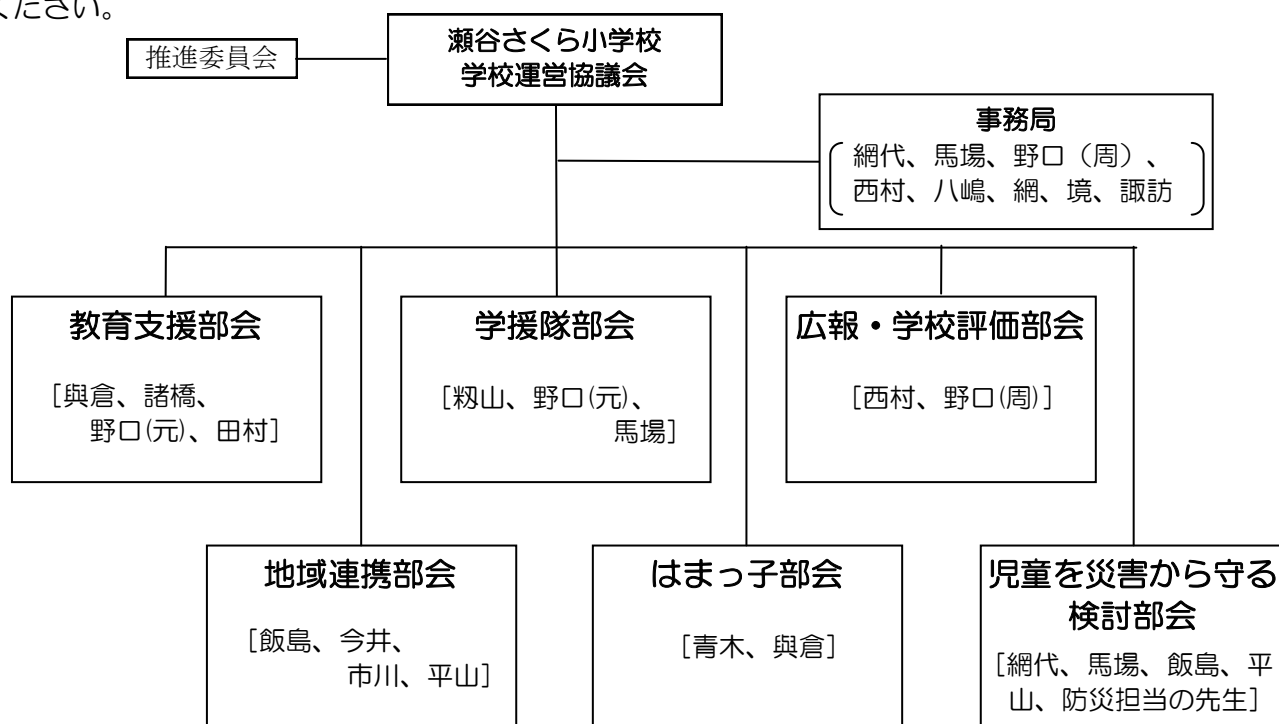 ください。
瀬谷さくら小学校
学校運営協議会
推進委員会
事務局
網代、馬場、野口（周）、
西村、八嶋、網、境、諏訪
教育支援部会
[與倉、諸橋、
野口(元)、田村]
学援隊部会
[籾山、野口(元)、
馬場]
広報・学校評価部会
[西村、野口(周)]
地域連携部会
[飯島、今井、
市川、平山]
はまっ子部会
[青木、與倉]
児童を災害から守る
検討部会
[網代、馬場、飯島、平
山、防災担当の先生]